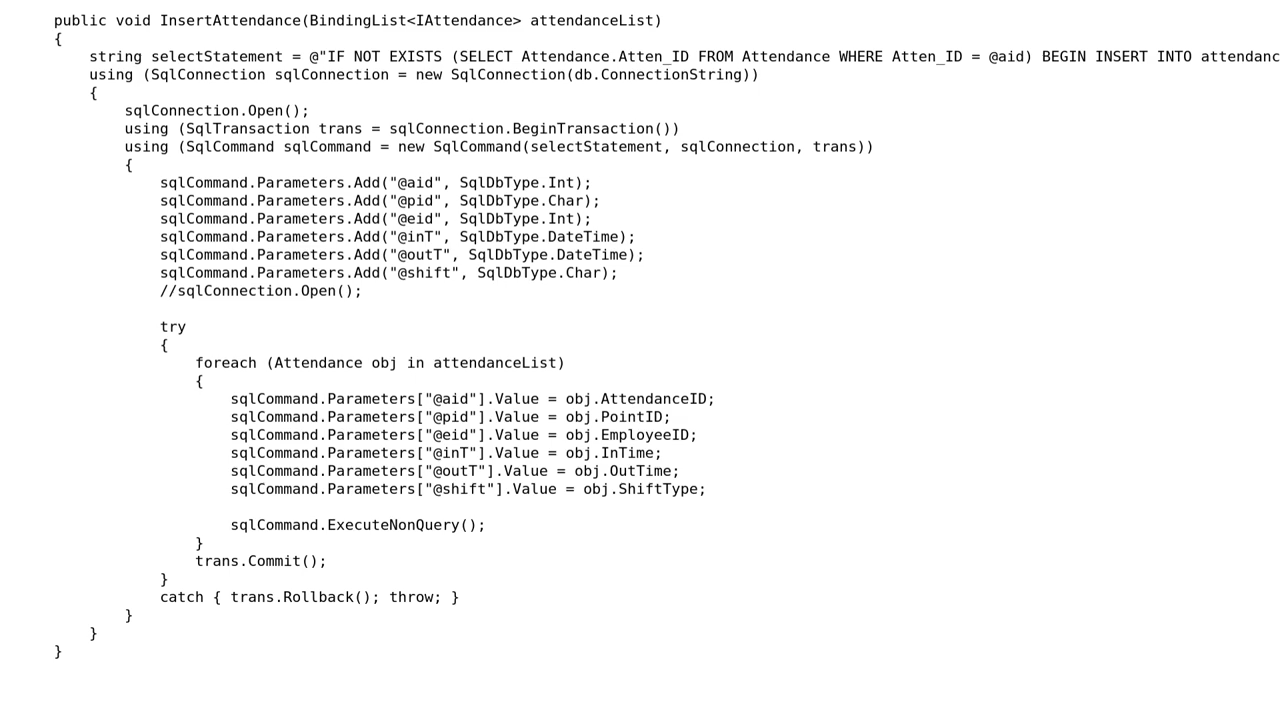 public void InsertAttendance(BindingList<IAttendance> attendanceList)
{
string selectStatement = @"IF NOT EXISTS (SELECT Attendance.Atten_ID FROM Attendance WHERE Atten_ID = @aid) BEGIN INSERT INTO attendanc
using (SqlConnection sqlConnection = new SqlConnection(db.ConnectionString))
{
sqlConnection.Open();
using (SqlTransaction trans = sqlConnection.BeginTransaction())
using (SqlCommand sqlCommand = new SqlCommand(selectStatement, sqlConnection, trans))
{
sqlCommand.Parameters.Add("@aid", SqlDbType.Int);
sqlCommand.Parameters.Add("@pid", SqlDbType.Char);
sqlCommand.Parameters.Add("@eid", SqlDbType.Int);
sqlCommand.Parameters.Add("@inT", SqlDbType.DateTime);
sqlCommand.Parameters.Add("@outT", SqlDbType.DateTime);
sqlCommand.Parameters.Add("@shift", SqlDbType.Char);
//sqlConnection.Open();
try
{
foreach (Attendance obj in attendanceList)
{
sqlCommand.Parameters["@aid"].Value = obj.AttendanceID;
sqlCommand.Parameters["@pid"].Value = obj.PointID;
sqlCommand.Parameters["@eid"].Value = obj.EmployeeID;
sqlCommand.Parameters["@inT"].Value = obj.InTime;
sqlCommand.Parameters["@outT"].Value = obj.OutTime;
sqlCommand.Parameters["@shift"].Value = obj.ShiftType;
sqlCommand.ExecuteNonQuery();
}
trans.Commit();
}
catch { trans.Rollback(); throw; }
}
}
}